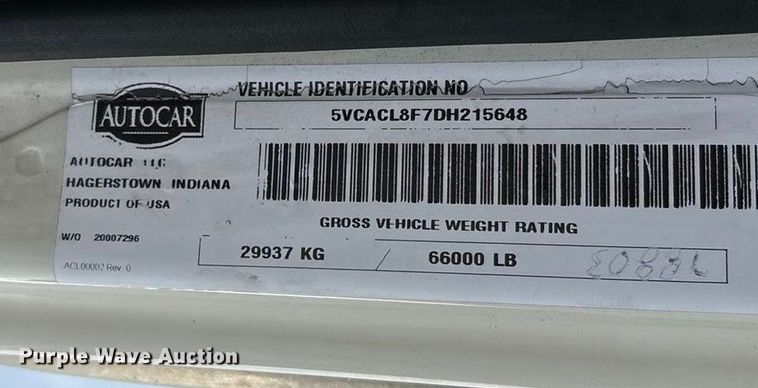 VEHICLE IDENTIFICATION NO
AUTOCAR
5VCACL8F7DH215648
AUTOCAR LLC
HAGERSTOWN, INDIANA
PRODUCT OF USA
GROSS VEHICLE WEIGHT RATING
W/O 20007296
29937 KG / 66000 LB
ACL00002 Rev. 0
Purple Wave Auction